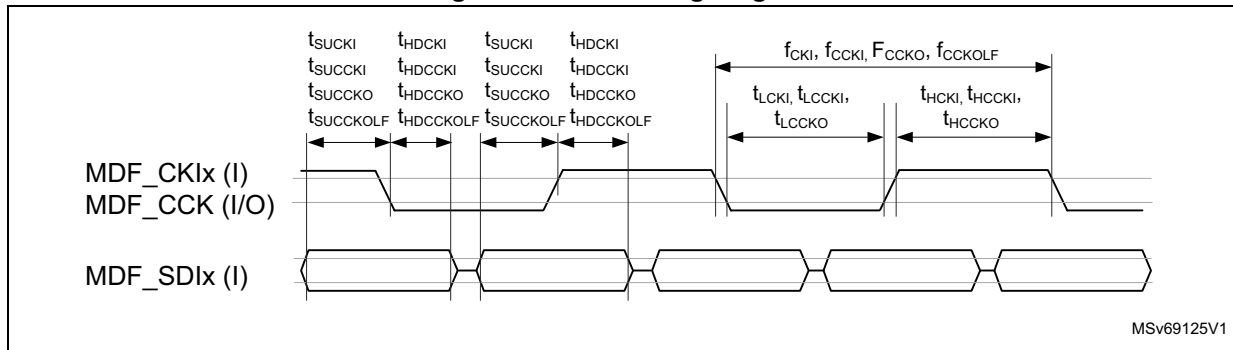 tSUCKI tHDCKI tSUCKI tHDCKI
tSUCCKI tHDCCKI tSUCCKI tHDCCKI
tSUCCKO tHDCCKO tSUCCKO tHDCCKO
tSUCCKOLF tHDCCKOLF tSUCCKOLF tHDCCKOLF
fCKI, fCCKI, FCCKO, fCCKOLF
tLCKI, tLCCKI,
tLCCKO
tHCKI, tHCCKI,
tHCCKO
MDF_CKIx (I)
MDF_CCK (I/O)
MDF_SDIx (I)
MSv69125V1